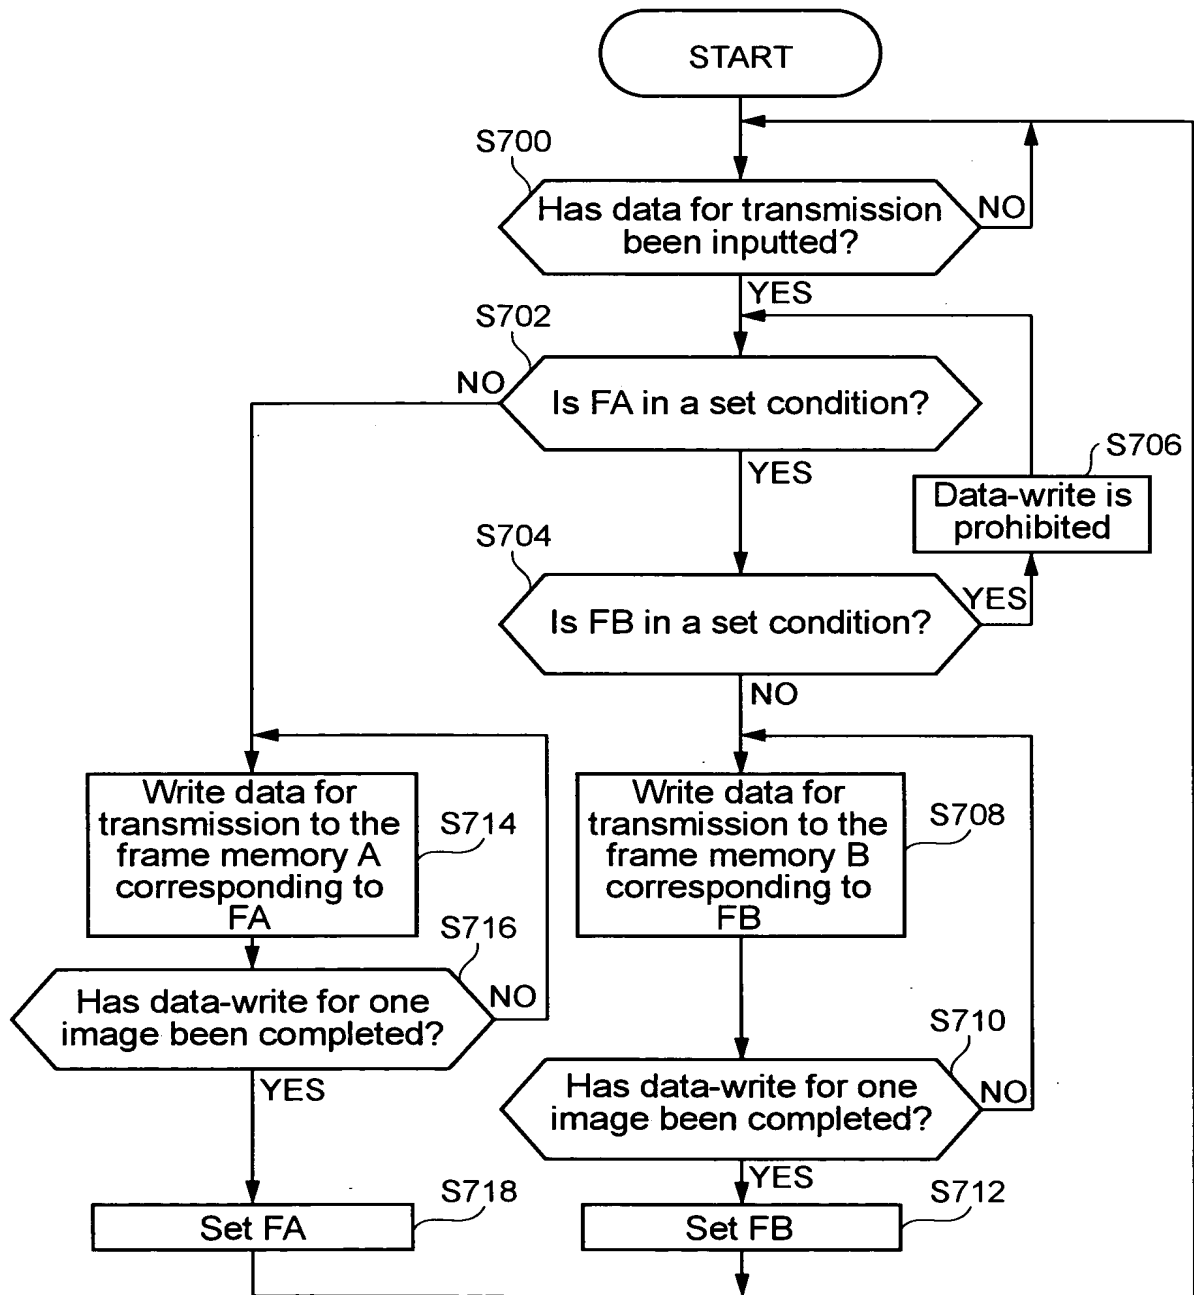 START
S700
Has data for transmission
been inputted?
NO
YES
S702
NO
Is FA in a set condition?
YES
S706
Data-write is
prohibited
S704
Is FB in a set condition?
YES
NO
Write data for
transmission to the
frame memory A
corresponding to
FA
S714
Write data for
transmission to the
frame memory B
corresponding to
FB
S708
S716
Has data-write for one
image been completed?
NO
YES
S710
Has data-write for one
image been completed?
NO
YES
S718
Set FA
S712
Set FB